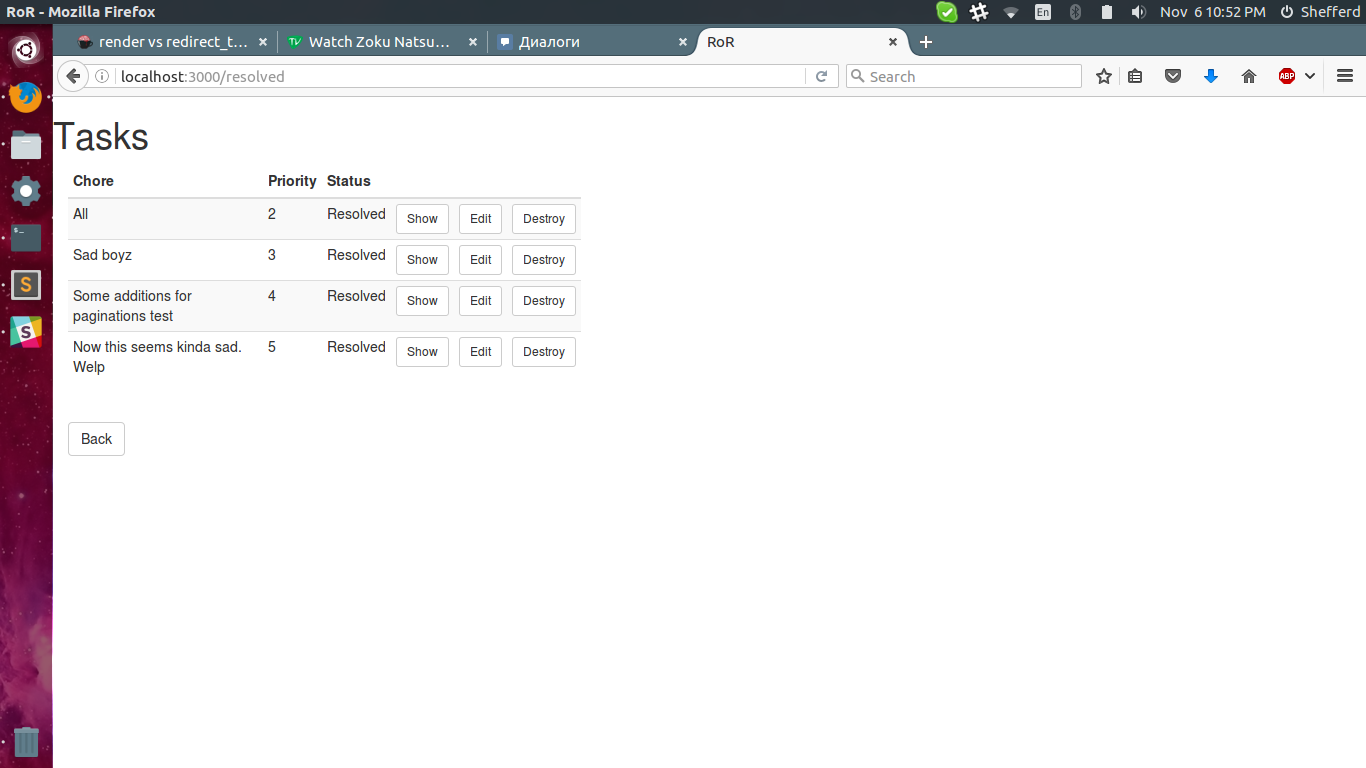 RoR - Mozilla Firefox
En
Nov 6 10:52 PM
Shefferd
render vs redirect_t...
TV
Watch Zoku Natsu...
Диалоги
RoR
localhost:3000/resolved
Search
ABP
Tasks
Chore Priority Status
All 2 Resolved Show Edit Destroy
Sad boyz 3 Resolved Show Edit Destroy
Some additions for 4 Resolved Show Edit Destroy
paginations test
Now this seems kinda sad. 5 Resolved Show Edit Destroy
Welp
Back
$_
S
S